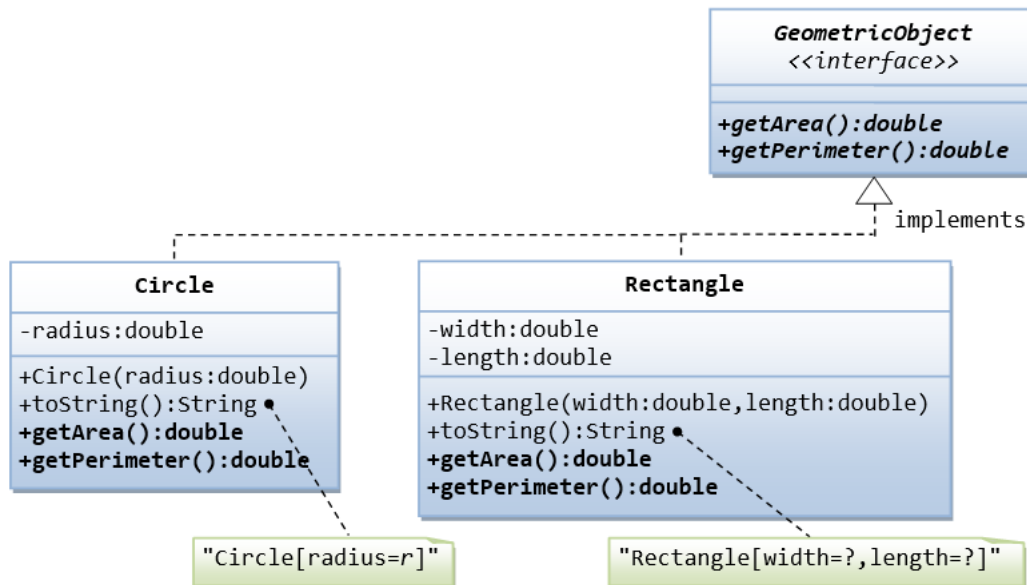 GeometricObject
<<interface>>
+getArea():double
+getPerimeter():double
implements
Circle
-radius:double
+Circle(radius:double)
+toString():String
+getArea():double
+getPerimeter():double
"Circle[radius=r]"
Rectangle
-width:double
-length:double
+Rectangle(width:double,length:double)
+toString():String
+getArea():double
+getPerimeter():double
"Rectangle[width=?,length=?]"